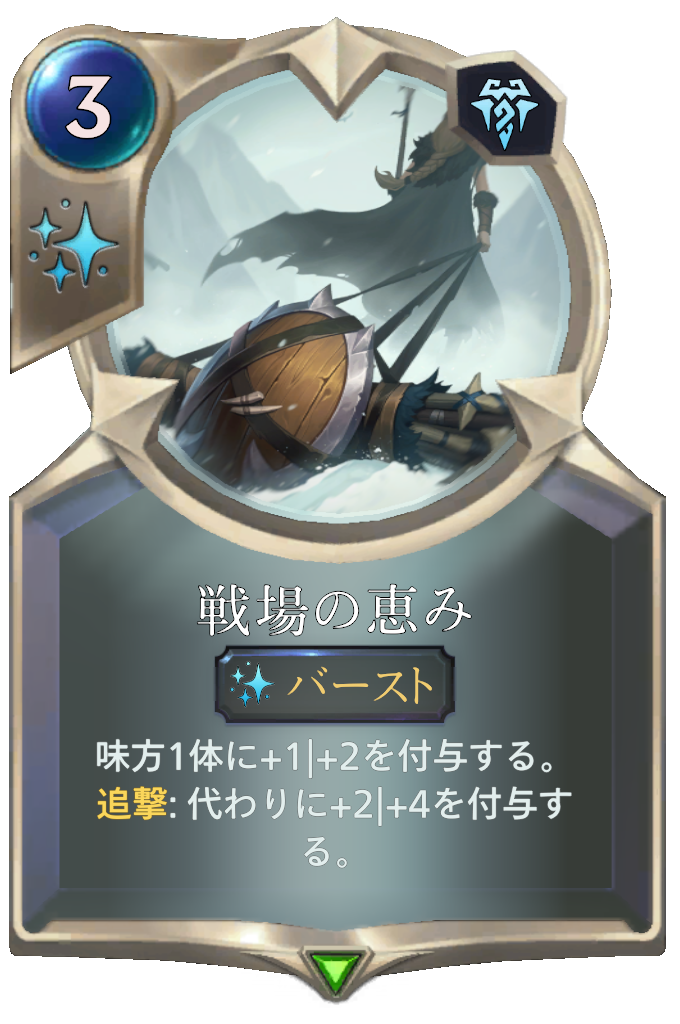 3
戦場の恵み
バースト
味方1体に+1|+2を付与する。
追撃: 代わりに+2|+4を付与す
る。